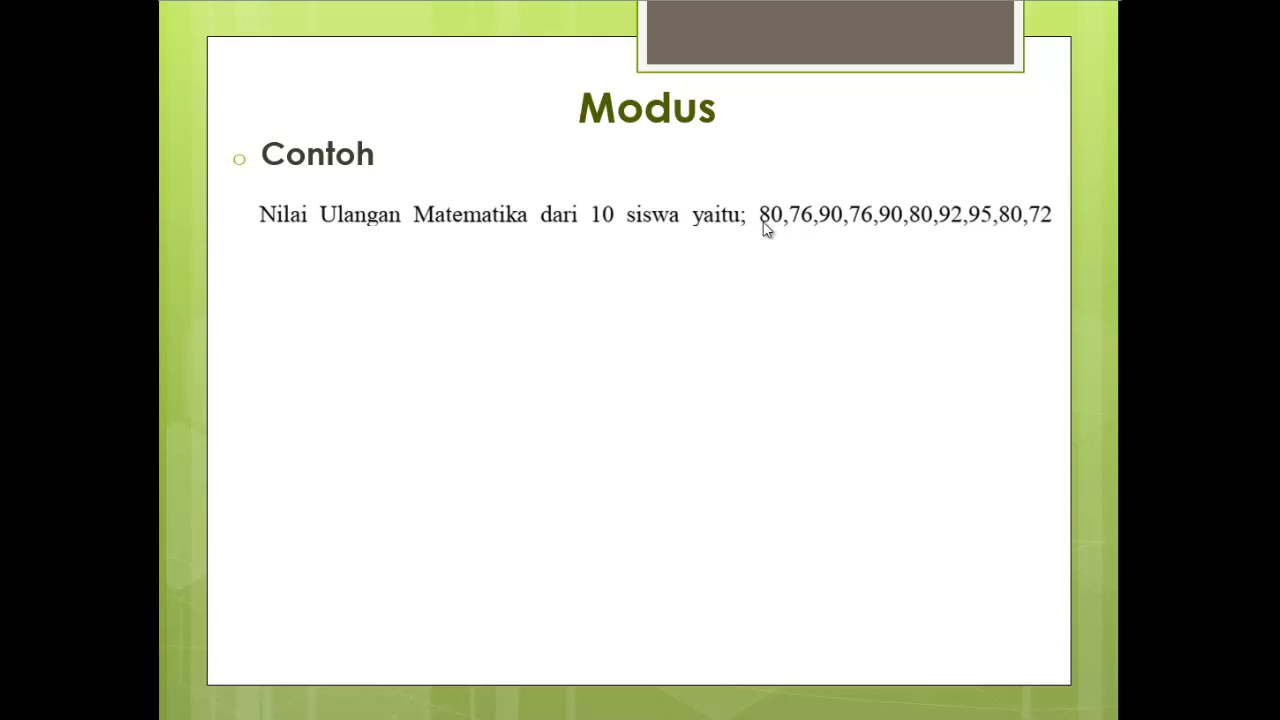 Modus
Contoh
Nilai Ulangan Matematika dari 10 siswa yaitu; 80,76,90,76,90,80,92,95,80,72